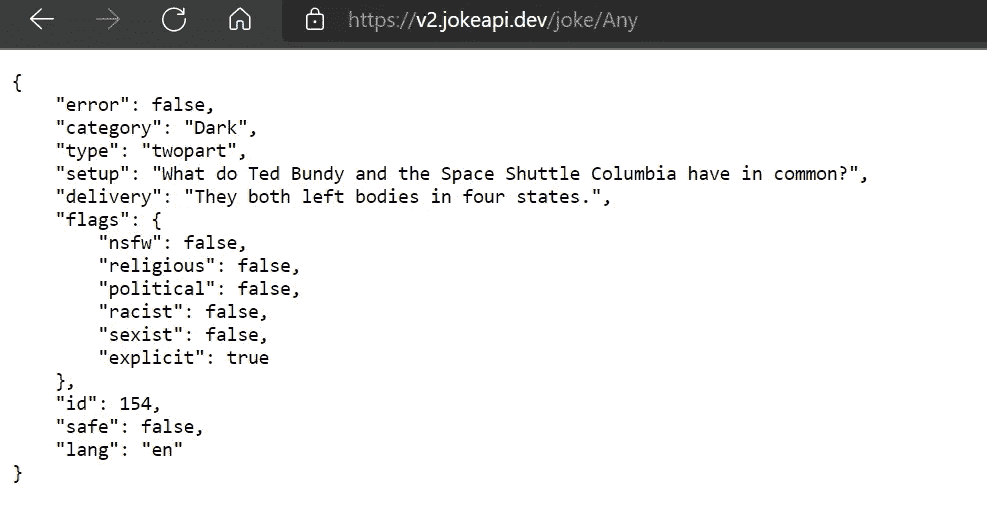 https://v2.jokeapi.dev/joke/Any
{
    "error": false,
    "category": "Dark",
    "type": "twopart",
    "setup": "What do Ted Bundy and the Space Shuttle Columbia have in common?",
    "delivery": "They both left bodies in four states.",
    "flags": {
        "nsfw": false,
        "religious": false,
        "political": false,
        "racist": false,
        "sexist": false,
        "explicit": true
    },
    "id": 154,
    "safe": false,
    "lang": "en"
}